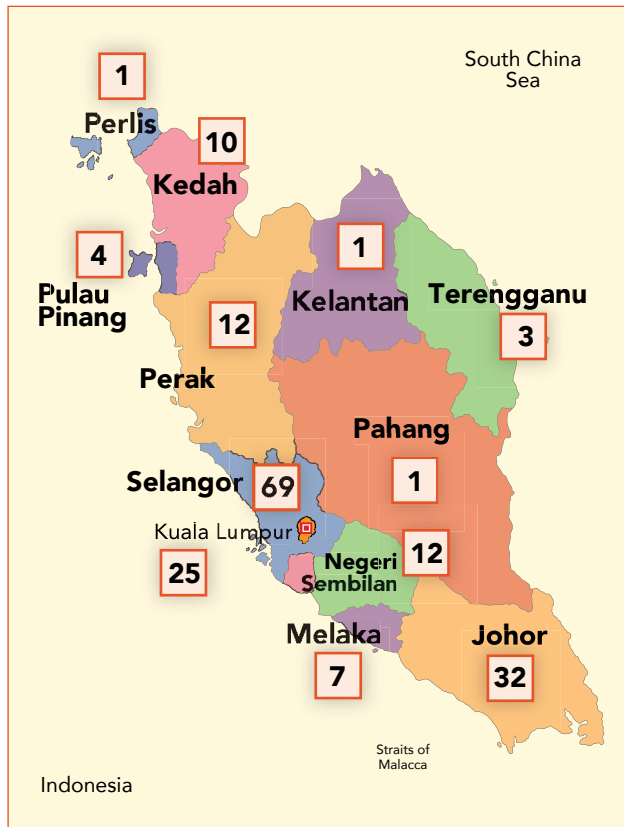 South China
Sea
1
Perlis
10
Kedah
4
Pulau
Pinang
1
Kelantan
Terengganu
3
12
Perak
Pahang
1
Selangor
69
Kuala Lumpur
25
12
Negeri
Sembilan
Melaka
7
Johor
32
Straits of
Malacca
Indonesia